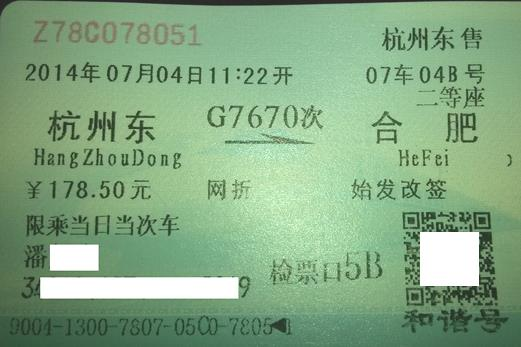 Z78C078051 杭州东售
2014年07月04日11:22开 07车04B号
二等座
杭州东 G7670次 合肥
HangZhouDong HeFei
￥178.50元 网折 始发改签
限乘当日当次车
潘
检票口5B
和谐号
9004-1300-7807-05C0-7805